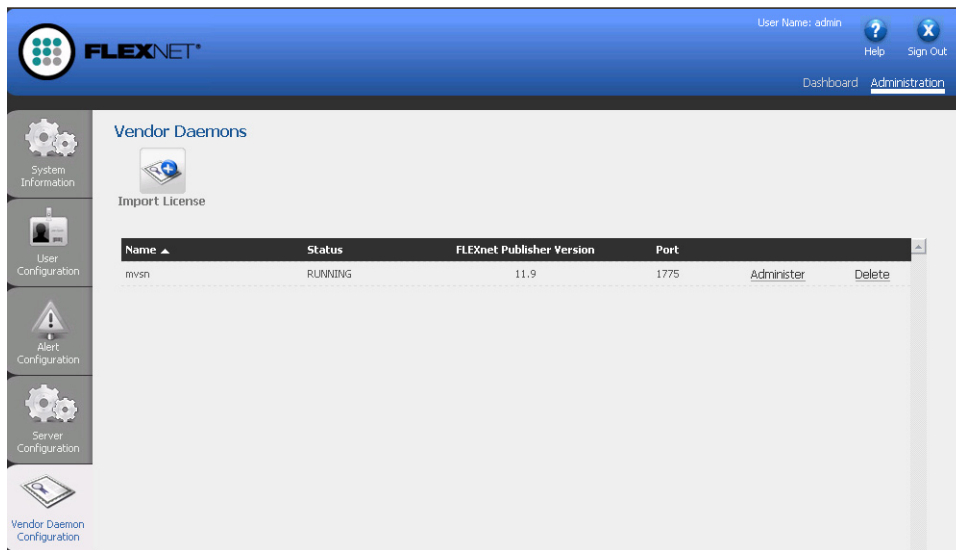 User Name: admin
?
X
Help
Sign Out
FLEXNET
Dashboard
Administration
System
Information
User
Configuration
Alert
Configuration
Server
Configuration
Vendor Daemon
Configuration
Vendor Daemons
Import License
Name
Status
FLEXnet Publisher Version
Port
mvsn
RUNNING
11.9
1775
Administer
Delete